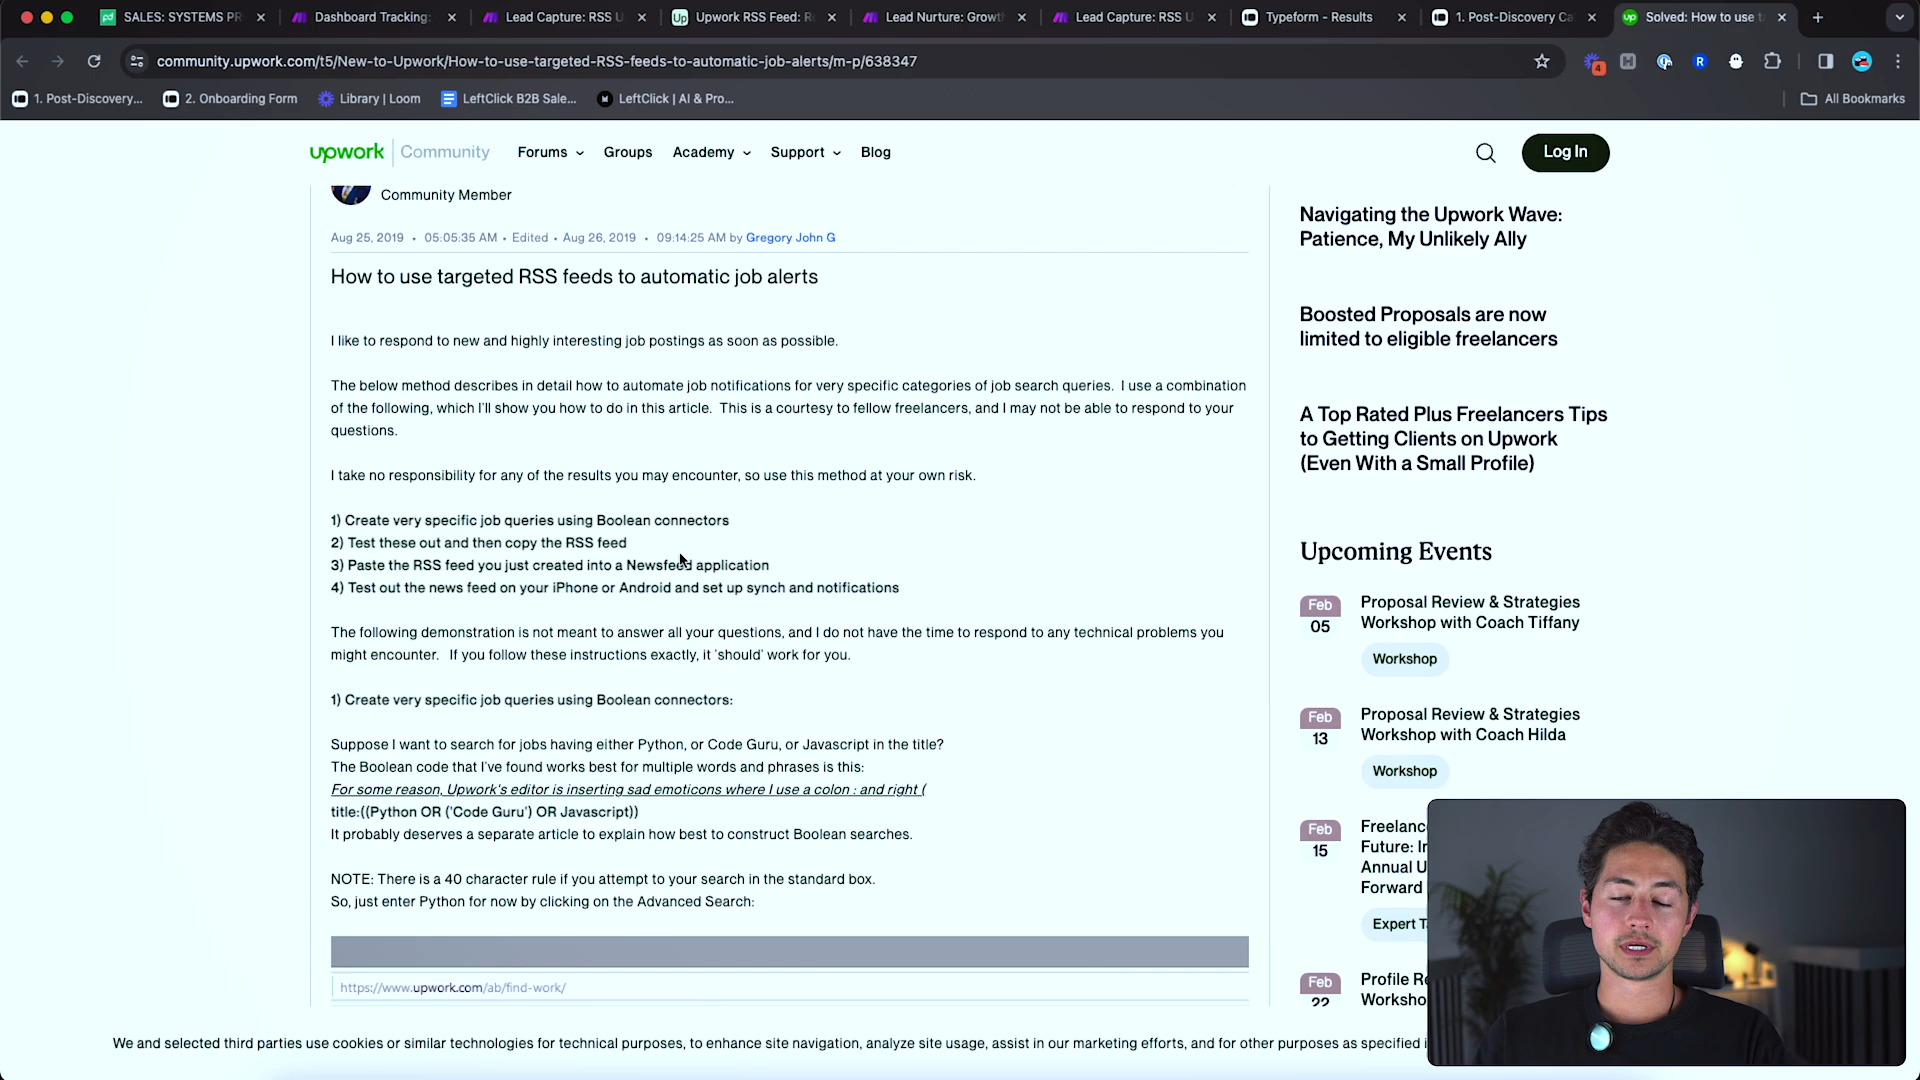 SALES: SYSTEMS PR
Dashboard Tracking:
Lead Capture: RSS U
Upwork RSS Feed: R
Lead Nurture: Growt
Lead Capture: RSS U
Typeform - Results
1. Post-Discovery Ca
Solved: How to use t
community.upwork.com/t5/New-to-Upwork/How-to-use-targeted-RSS-feeds-to-automatic-job-alerts/m-p/638347
4
R
1. Post-Discovery...
2. Onboarding Form
Library | Loom
LeftClick B2B Sale...
LeftClick | AI & Pro...
All Bookmarks
upwork Community
Forums
Groups
Academy
Support
Blog
Log In
Community Member
Aug 25, 2019 • 05:05:35 AM • Edited • Aug 26, 2019 • 09:14:25 AM by Gregory John G
How to use targeted RSS feeds to automatic job alerts
I like to respond to new and highly interesting job postings as soon as possible.
The below method describes in detail how to automate job notifications for very specific categories of job search queries. I use a combination
of the following, which I'll show you how to do in this article. This is a courtesy to fellow freelancers, and I may not be able to respond to your
questions.
I take no responsibility for any of the results you may encounter, so use this method at your own risk.
1) Create very specific job queries using Boolean connectors
2) Test these out and then copy the RSS feed
3) Paste the RSS feed you just created into a Newsfeed application
4) Test out the news feed on your iPhone or Android and set up synch and notifications
The following demonstration is not meant to answer all your questions, and I do not have the time to respond to any technical problems you
might encounter. If you follow these instructions exactly, it 'should' work for you.
1) Create very specific job queries using Boolean connectors:
Suppose I want to search for jobs having either Python, or Code Guru, or Javascript in the title?
The Boolean code that I've found works best for multiple words and phrases is this:
For some reason, Upwork's editor is inserting sad emoticons where I use a colon : and right (
title:((Python OR ('Code Guru') OR Javascript))
It probably deserves a separate article to explain how best to construct Boolean searches.
NOTE: There is a 40 character rule if you attempt to your search in the standard box.
So, just enter Python for now by clicking on the Advanced Search:
https://www.upwork.com/ab/find-work/
Navigating the Upwork Wave:
Patience, My Unlikely Ally
Boosted Proposals are now
limited to eligible freelancers
A Top Rated Plus Freelancers Tips
to Getting Clients on Upwork
(Even With a Small Profile)
Upcoming Events
Feb
05
Proposal Review & Strategies
Workshop with Coach Tiffany
Workshop
Feb
13
Proposal Review & Strategies
Workshop with Coach Hilda
Workshop
Feb
15
Freelanc
Future: In
Annual U
Forward
Expert T
Feb
22
Profile Re
Worksho
We and selected third parties use cookies or similar technologies for technical purposes, to enhance site navigation, analyze site usage, assist in our marketing efforts, and for other purposes as specified i